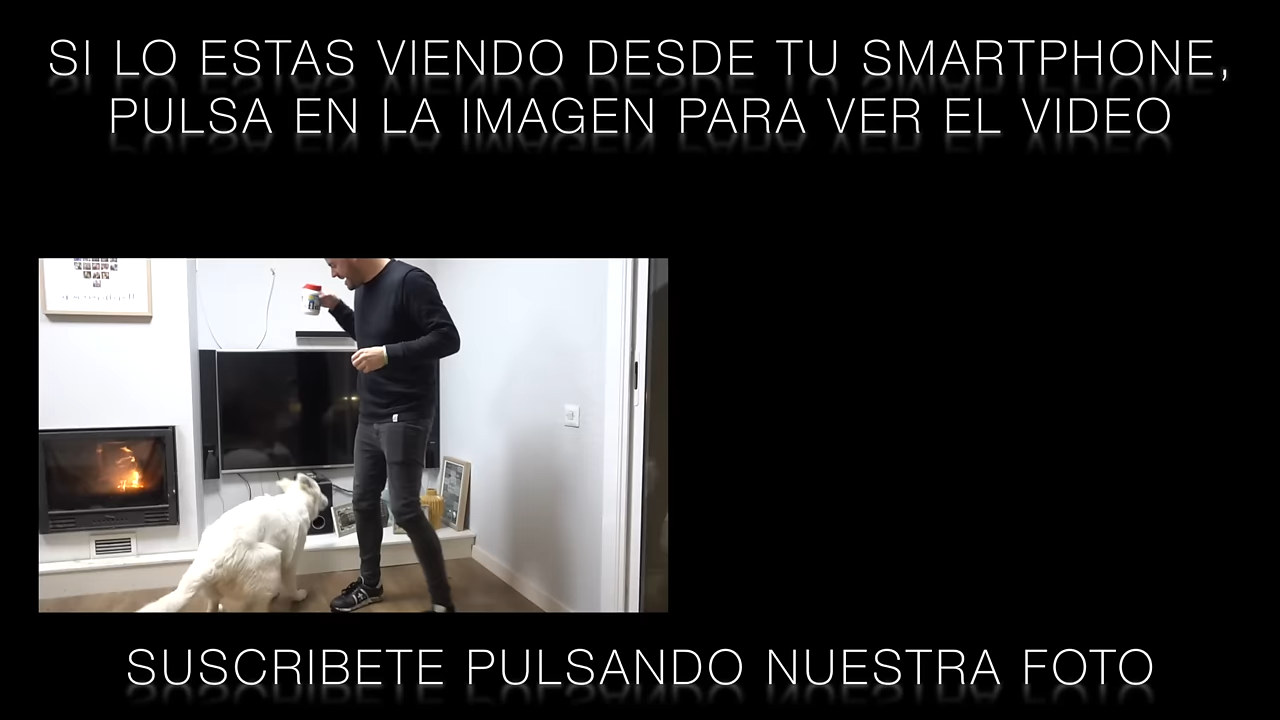 SI LO ESTAS VIENDO DESDE TU SMARTPHONE,
PULSA EN LA IMAGEN PARA VER EL VIDEO
SUSCRIBETE PULSANDO NUESTRA FOTO